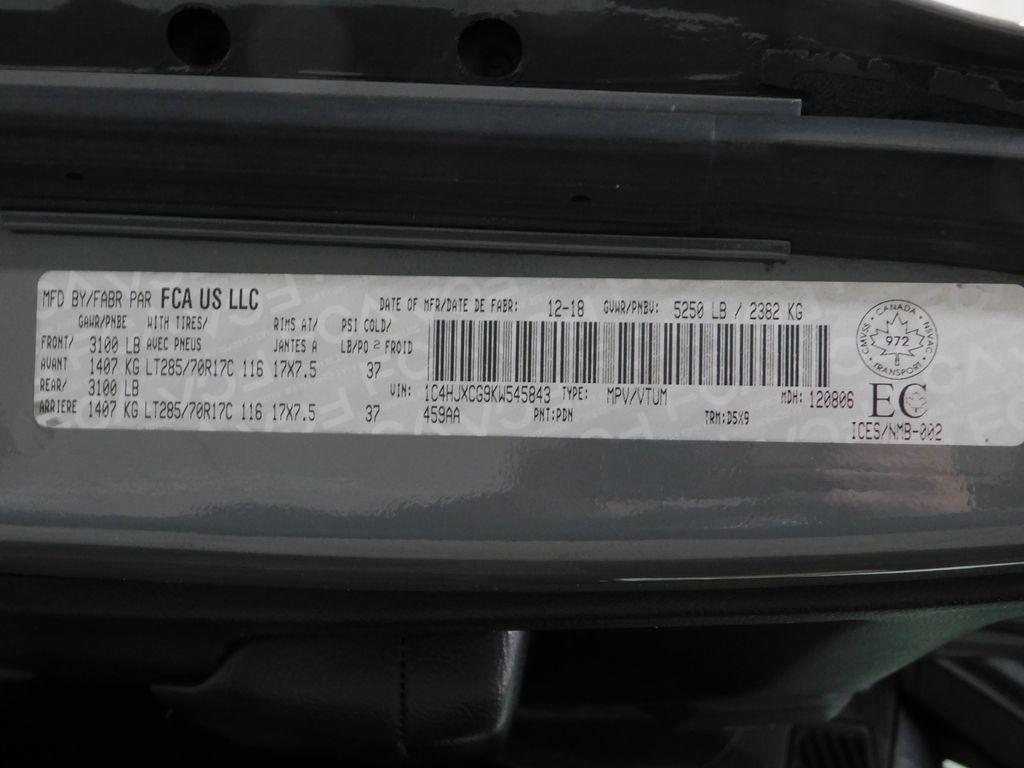 MFD BY/FABR PAR FCA US LLC DATE OF MFR/DATE DE FABR: 12-18 GVWR/PNBV: 5250 LB / 2382 KG
GAWR/PNBE WITH TIRES/ RIMS AT/ PSI COLD/
FRONT/ 3100 LB AVEC PNEUS JANTES A LB/PO² FROID
AVANT 1407 KG LT285/70R17C 116 17X7.5 37
REAR/ 3100 LB VIN: 1C4HJXCG9KW545843 TYPE: MPV/VTUM MDH: 120806
ARRIERE 1407 KG LT285/70R17C 116 17X7.5 37 459AA PNT:PDN TRM:D5X9
CANADA
CMVSS NSVAC
972
TRANSPORT
EC
ICES/NMB-002